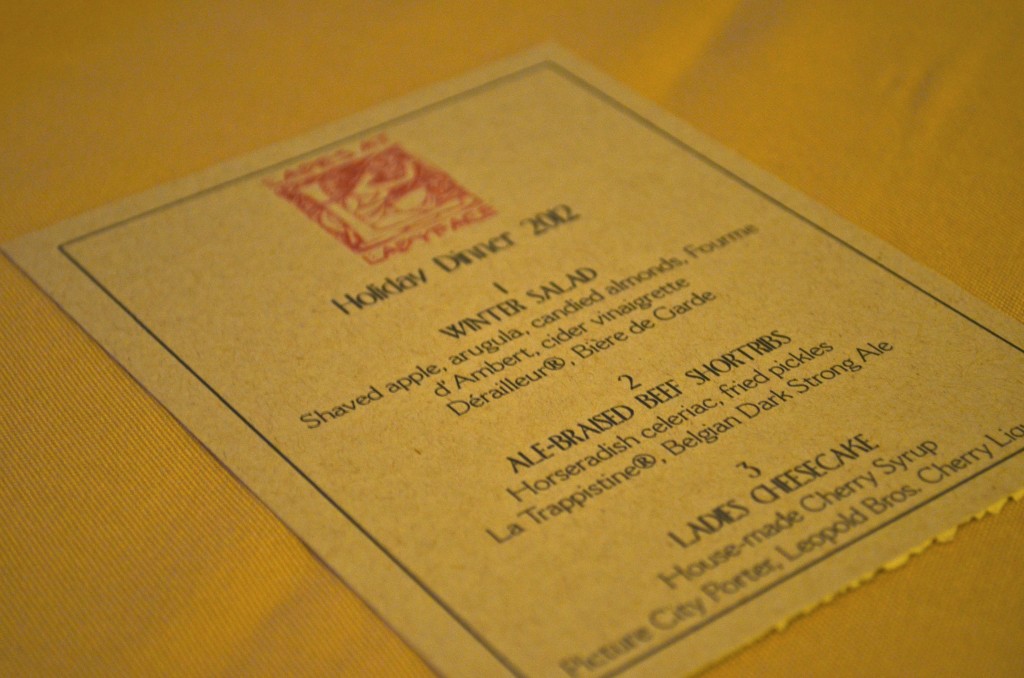 LADIES AT
LADYFACE
Holiday Dinner 2012
1
WINTER SALAD
Shaved apple, arugula, candied almonds, Fourme
d'Ambert, cider vinaigrette
Dérailleur®, Bière de Garde
2
ALE-BRAISED BEEF SHORTRIBS
Horseradish celeriac, fried pickles
La Trappistine®, Belgian Dark Strong Ale
3
LADIES CHEESECAKE
House-made Cherry Syrup
Picture City Porter, Leopold Bros. Cherry Liq